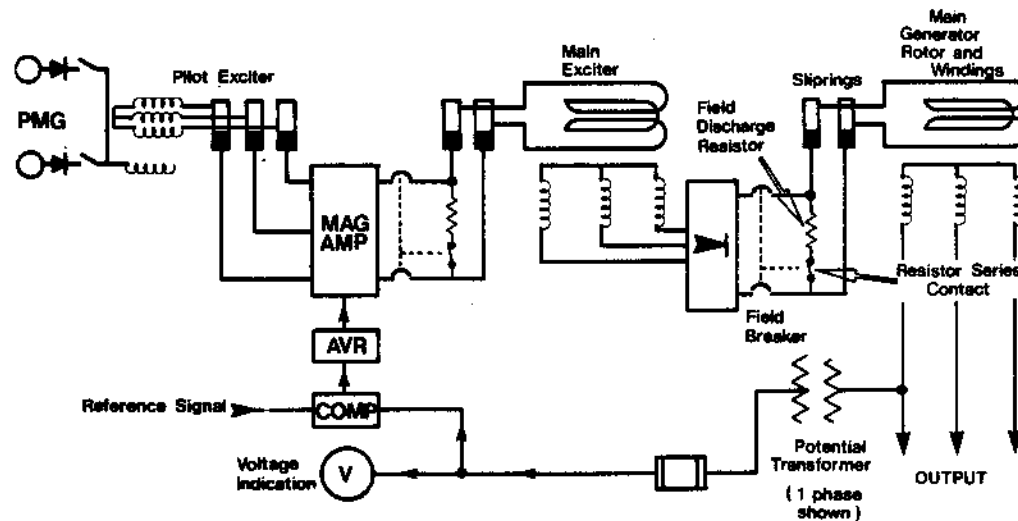 Main
Generator
Rotor and
Windings
Main
Exciter
Pilot Exciter
Sliprings
PMG
Field
Discharge
Resistor
MAG
AMP
Resistor Series
Contact
Field
Breaker
AVR
Reference Signal
COMP
Potential
Transformer
(1 phase
shown)
Voltage
Indication
V
OUTPUT